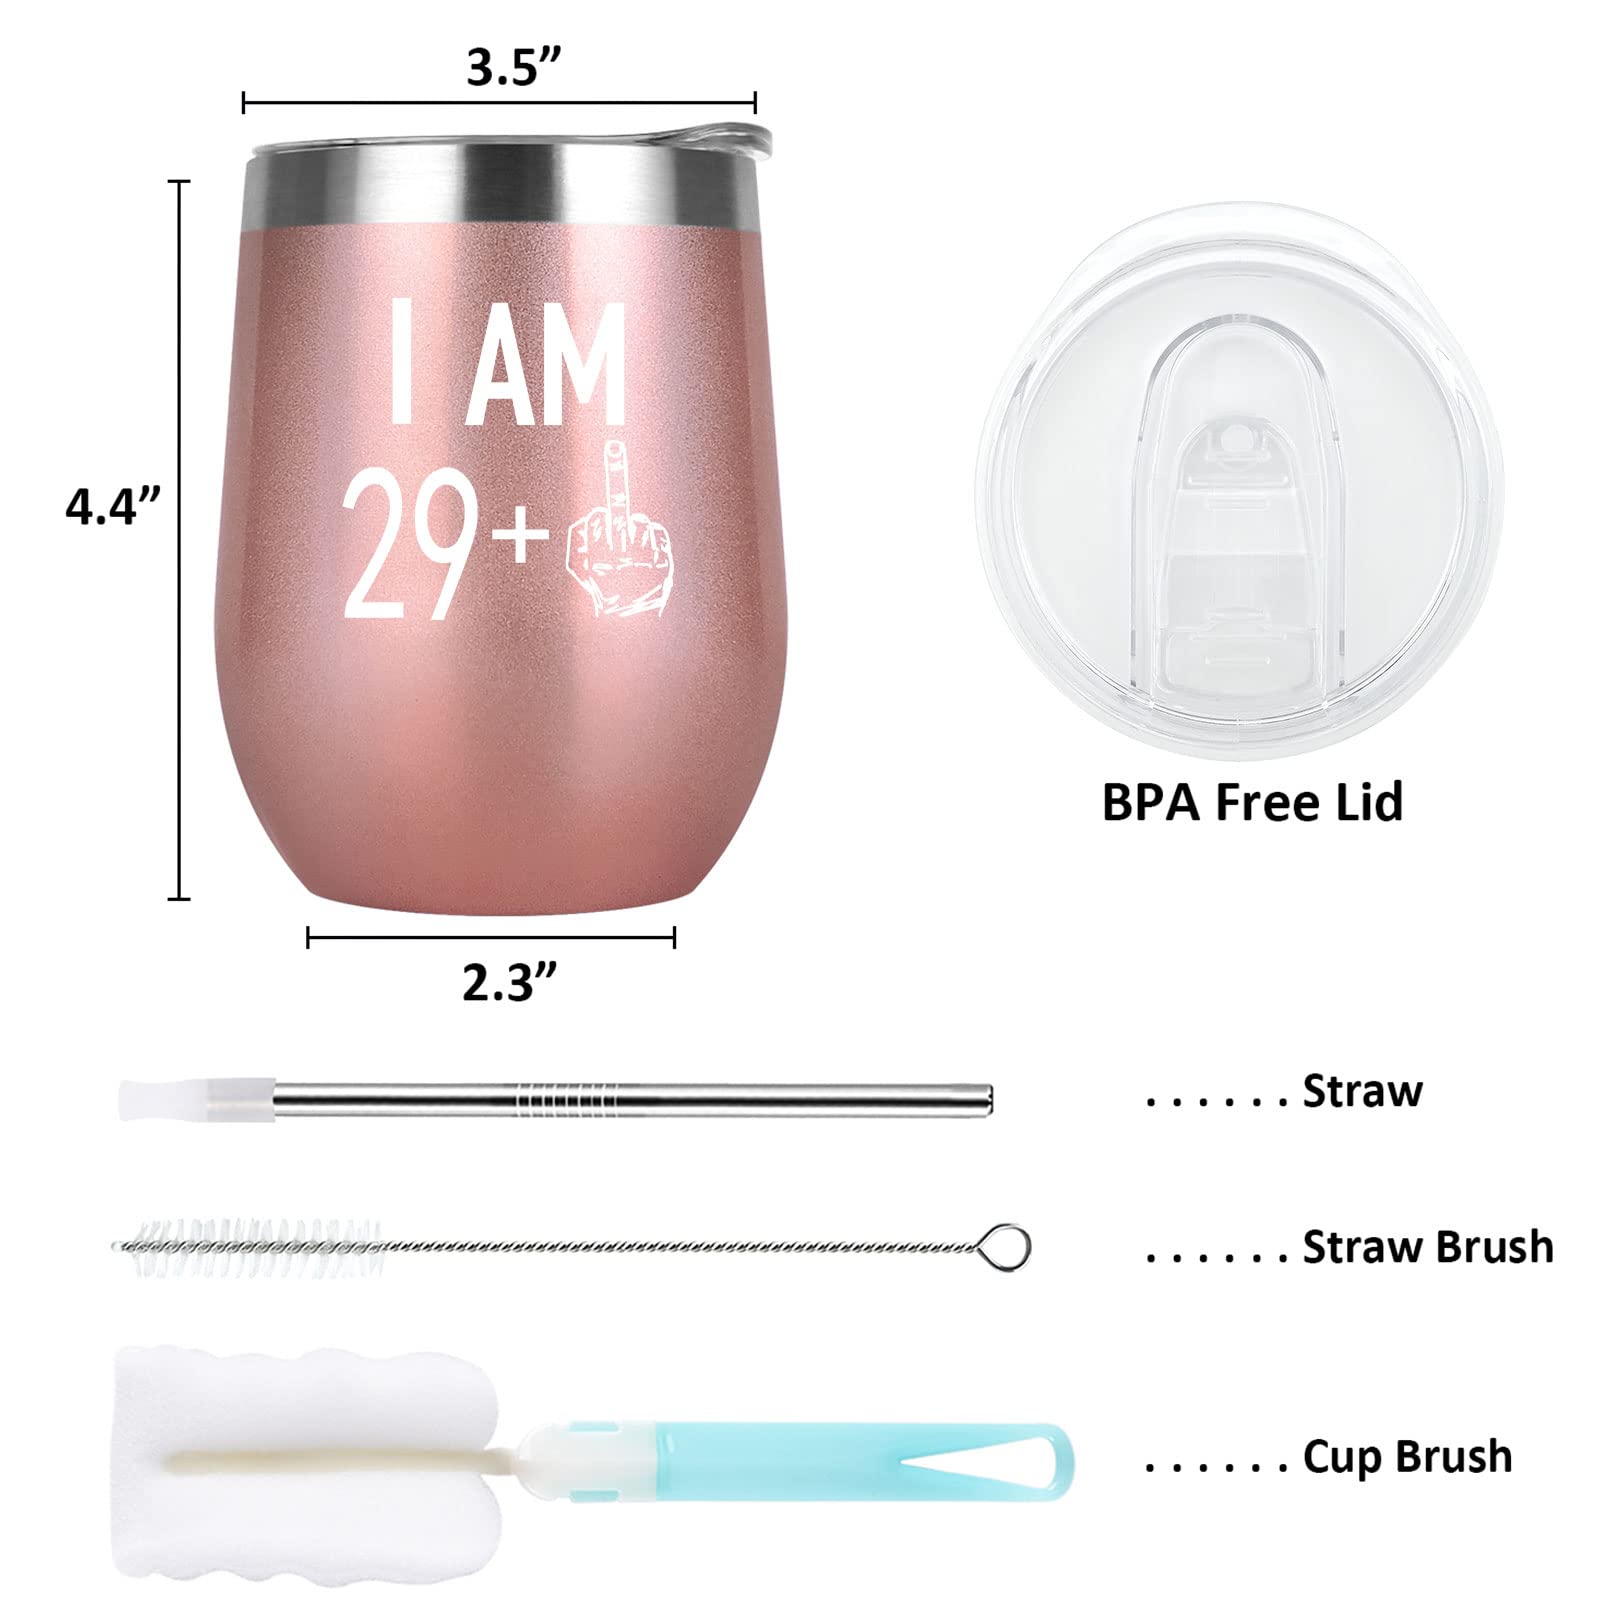 3.5”
I AM
29+
4.4”
2.3”
BPA Free Lid
. . . . . . Straw
. . . . . . Straw Brush
. . . . . . Cup Brush